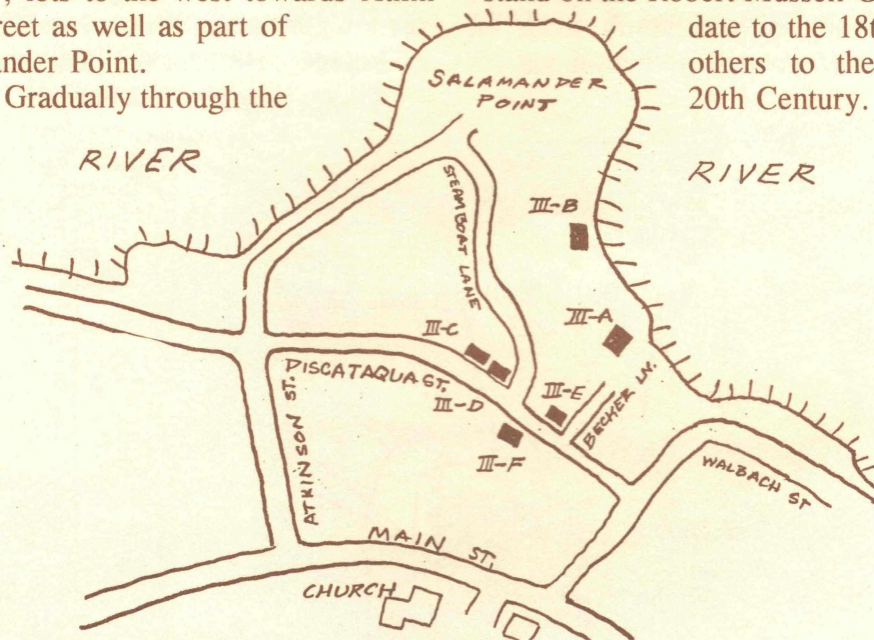 reet as well as part of
ander Point.
Gradually through the
date to the 18t
others to the
20th Century.
SALAMANDER
POINT
RIVER
RIVER
STEAMBOAT LANE
III-B
III-A
III-C
PISCATAQUA ST.
III-D
III-E
BECKER LN.
III-F
ATKINSON ST.
WALBACH ST
MAIN ST.
CHURCH